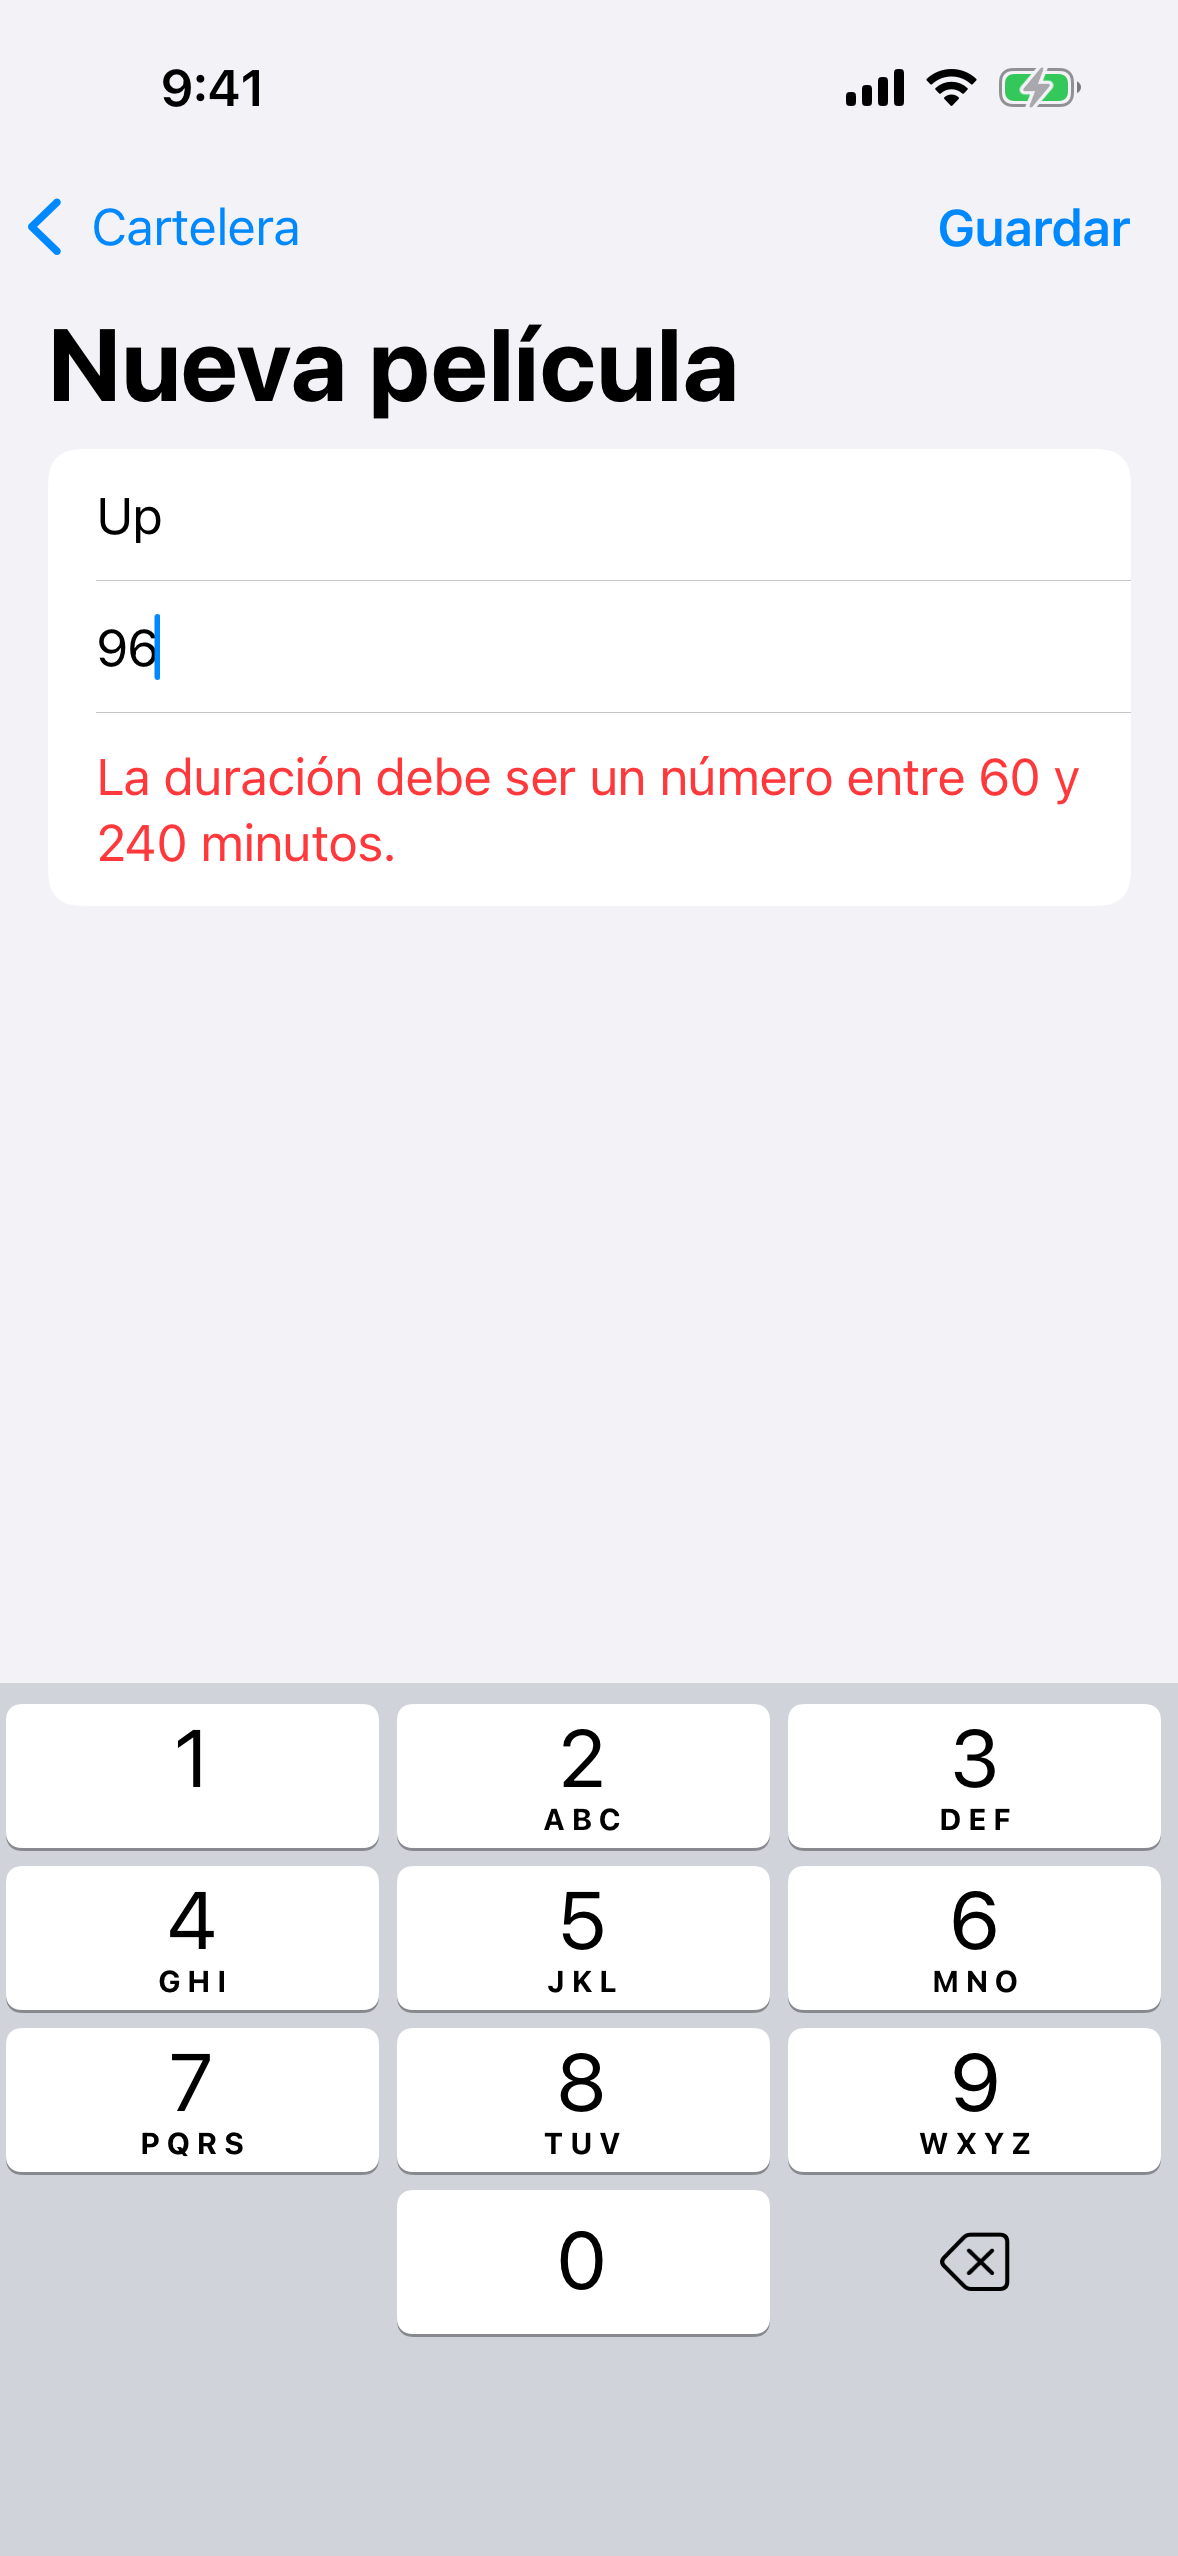 9:41
Cartelera
Guardar
Nueva película
Up
96
La duración debe ser un número entre 60 y
240 minutos.
1
2
ABC
3
DEF
4
GHI
5
JKL
6
MNO
7
PQRS
8
TUV
9
WXYZ
0